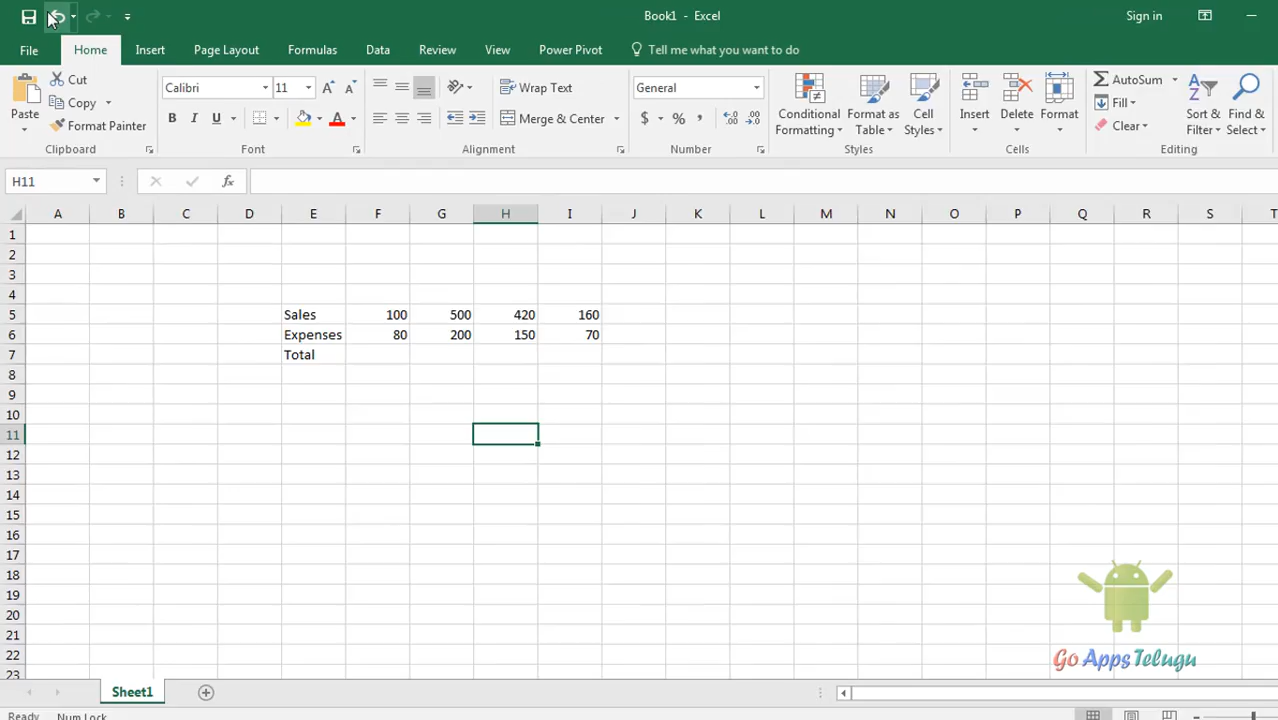 Book1 - Excel
Sign in
File Home Insert Page Layout Formulas Data Review View Power Pivot Tell me what you want to do
Paste
Cut
Copy
Format Painter
Clipboard
Calibri 11
B I U A
Font
Wrap Text
Merge & Center
Alignment
General
$ % ,
Number
Conditional Formatting
Format as Table
Cell Styles
Styles
Insert
Delete
Format
Cells
AutoSum
Fill
Clear
Sort & Filter
Find & Select
Editing
H11 fx
A B C D E F G H I J K L M N O P Q R S T
1
2
3
4
5 Sales 100 500 420 160
6 Expenses 80 200 150 70
7 Total
8
9
10
11
12
13
14
15
16
17
18
19
20
21
22
23
Go Apps Telugu
Sheet1
Ready Num Lock